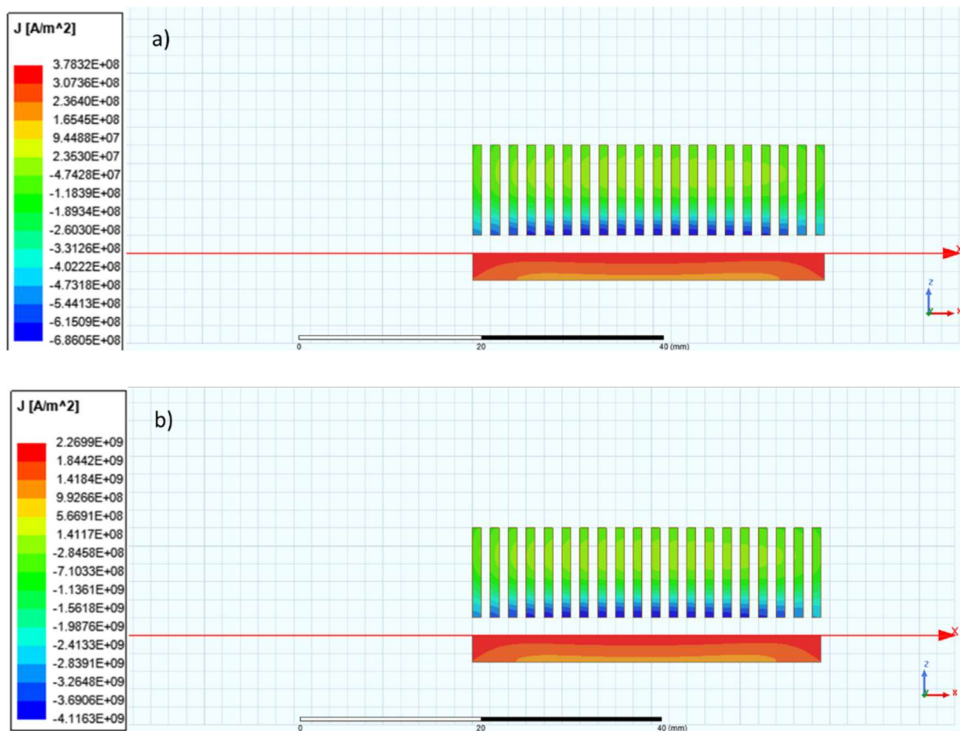 J [A/m^2]
a)
3.7832E+08
3.0736E+08
2.3640E+08
1.6545E+08
9.4488E+07
2.3530E+07
-4.7428E+07
-1.1839E+08
-1.8934E+08
-2.6030E+08
-3.3126E+08
-4.0222E+08
-4.7318E+08
-5.4413E+08
-6.1509E+08
-6.8605E+08
X
z
x
0 20 40 (mm)
J [A/m^2]
b)
2.2699E+09
1.8442E+09
1.4184E+09
9.9266E+08
5.6691E+08
1.4117E+08
-2.8458E+08
-7.1033E+08
-1.1361E+09
-1.5618E+09
-1.9876E+09
-2.4133E+09
-2.8391E+09
-3.2648E+09
-3.6906E+09
-4.1163E+09
X
z
x
0 20 40 (mm)